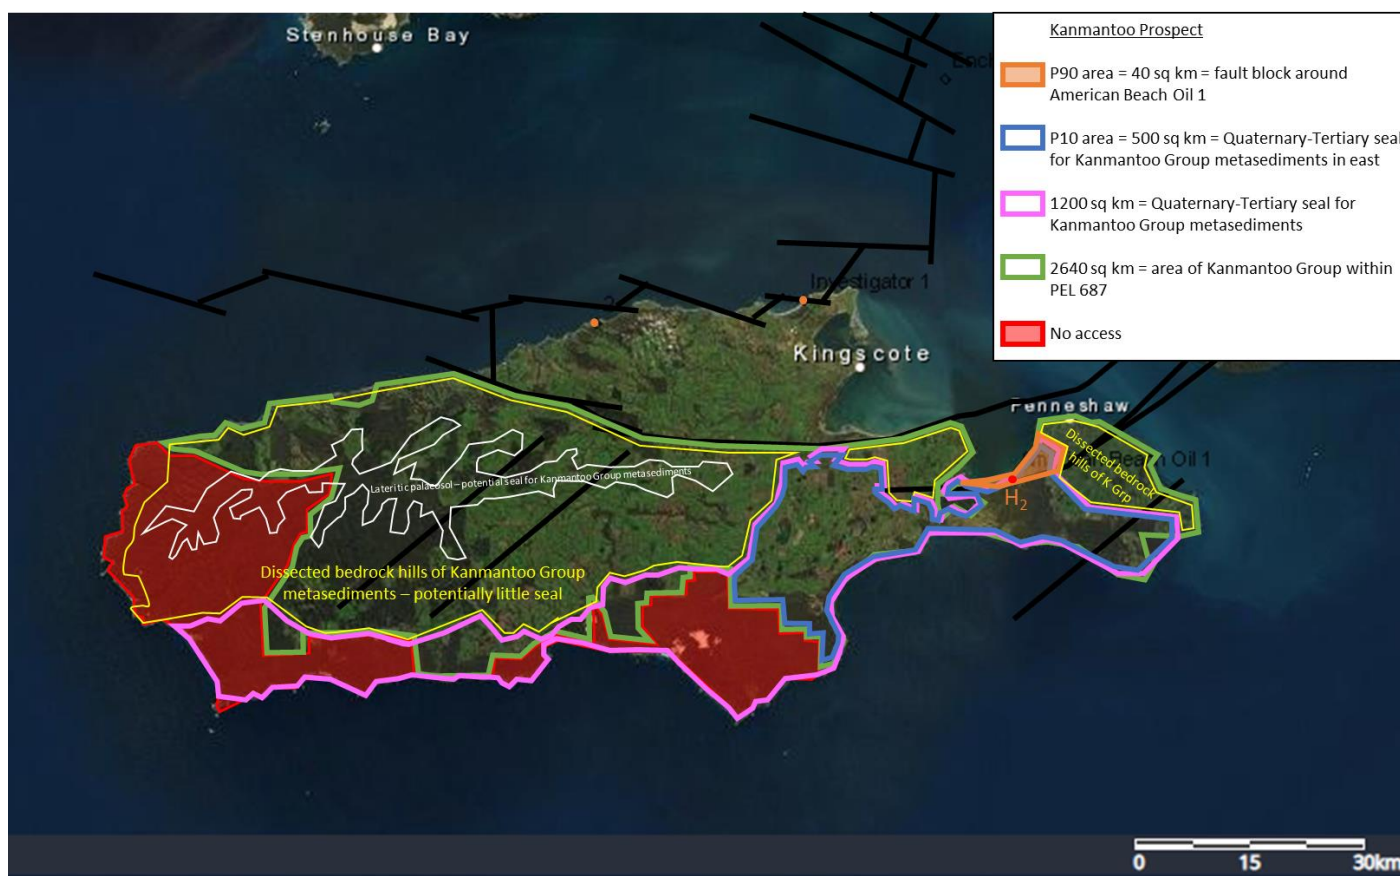 Stenhouse Bay
Kanmantoo Prospect
P90 area = 40 sq km = fault block around
American Beach Oil 1
P10 area = 500 sq km = Quaternary-Tertiary seal
for Kanmantoo Group metasediments in east
1200 sq km = Quaternary-Tertiary seal for
Kanmantoo Group metasediments
2640 sq km = area of Kanmantoo Group within
PEL 687
No access
Investigator 1
2
Kingscote
Penneshaw
Dissected bedrock
hills of K Grp
Beach Oil 1
H2
Lateritic palaeosol – potential seal for Kanmantoo Group metasediments
Dissected bedrock hills of Kanmantoo Group
metasediments – potentially little seal
0 15 30km